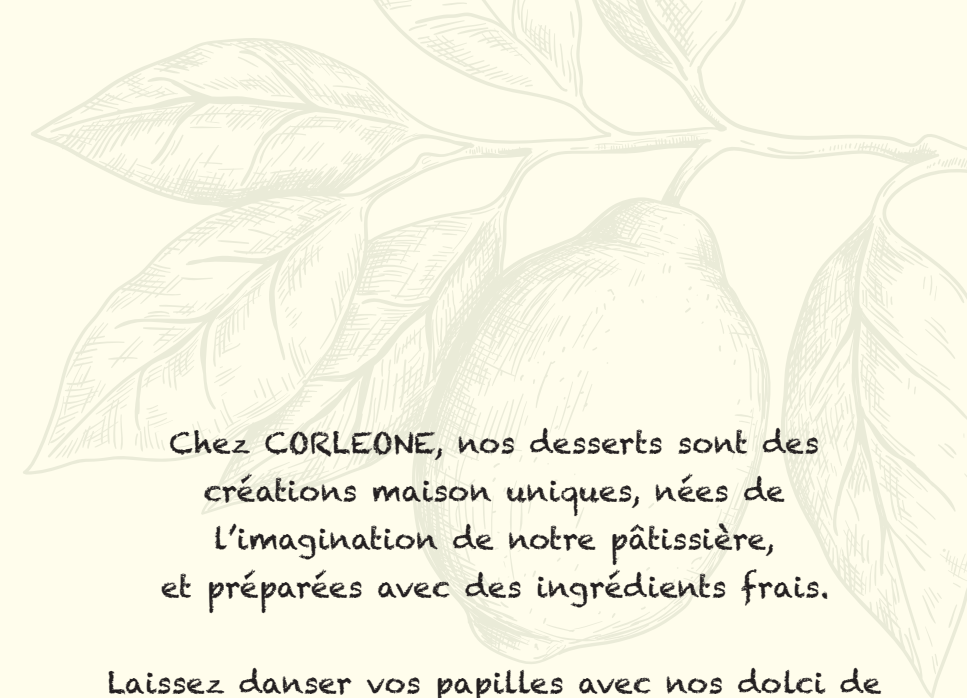 Chez CORLEONE, nos desserts sont des
créations maison uniques, nées de
l'imagination de notre pâtissière,
et préparées avec des ingrédients frais.
Laissez danser vos papilles avec nos dolci de